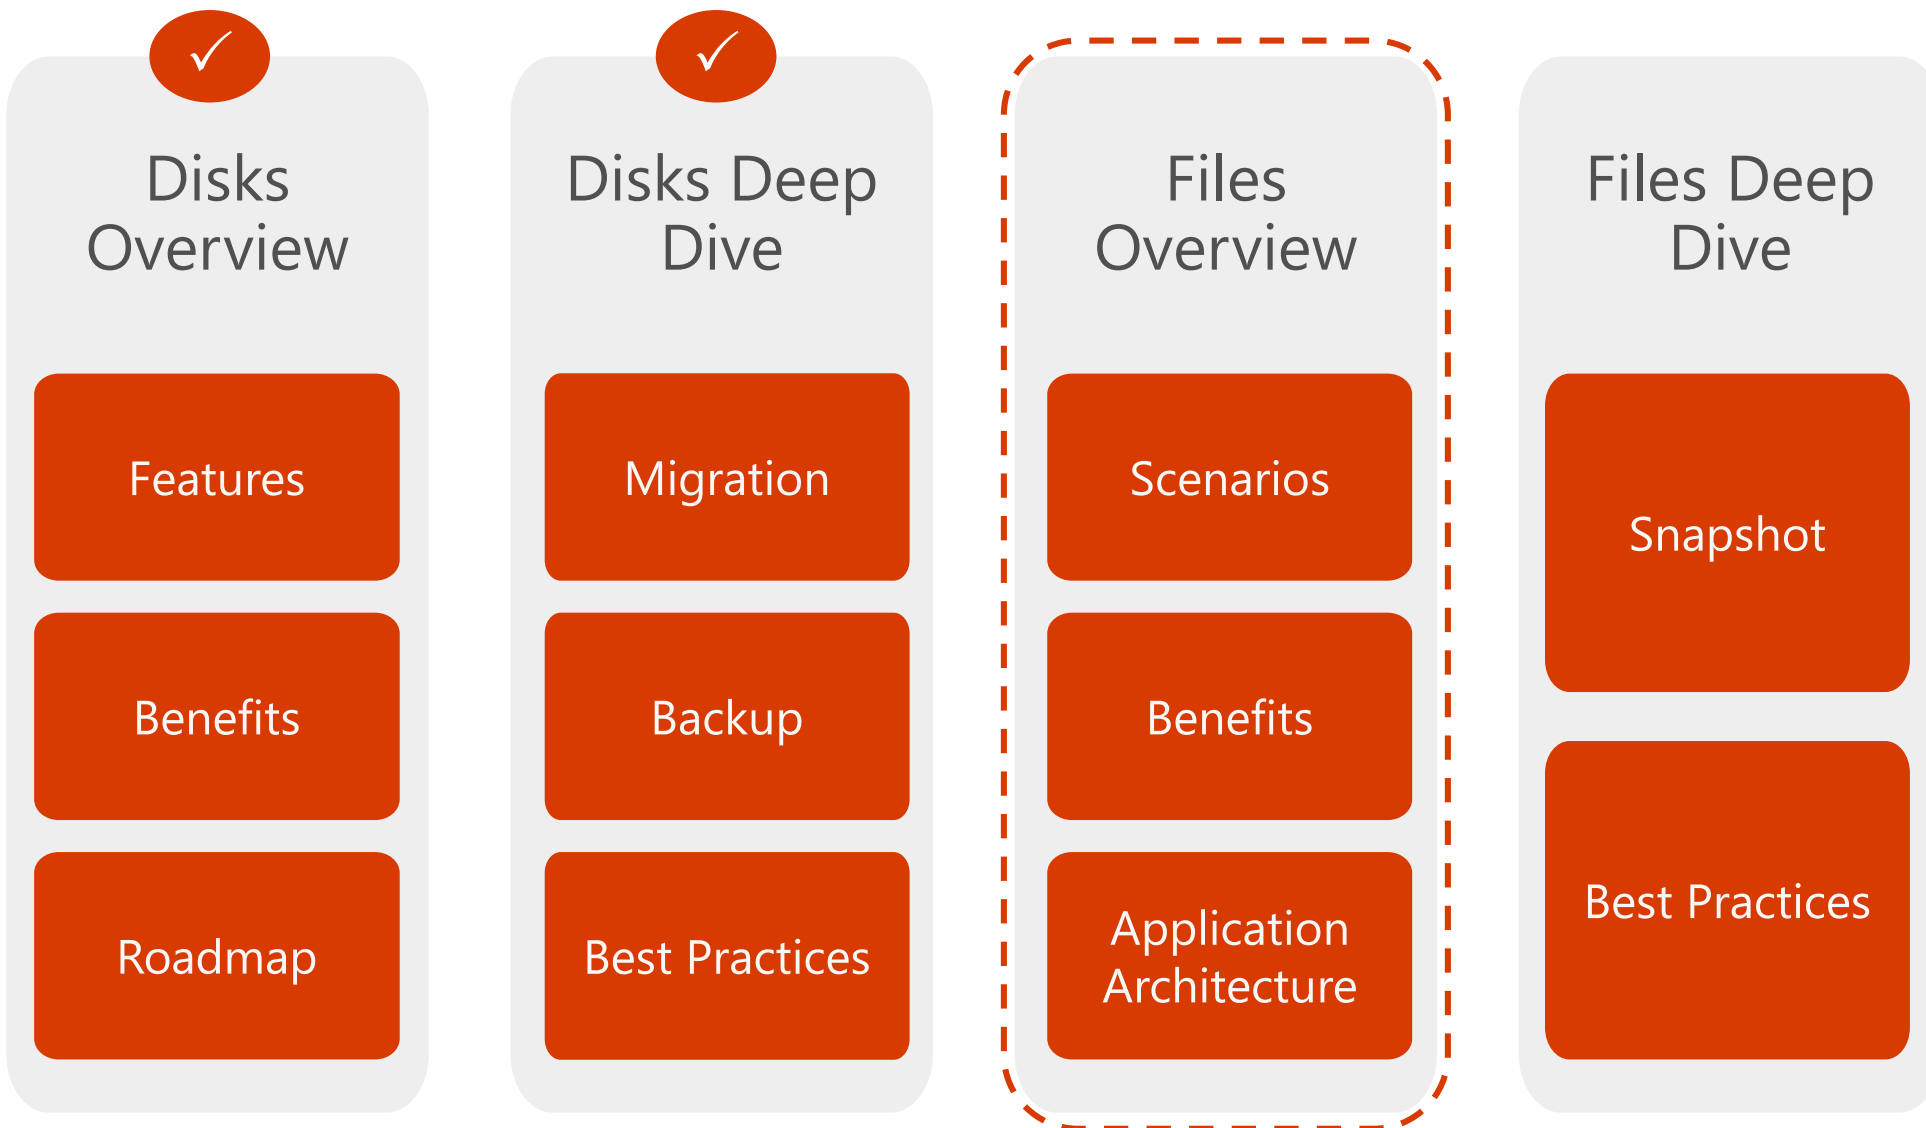 Disks
Overview
Features
Benefits
Roadmap
Disks Deep
Dive
Migration
Backup
Best Practices
Files
Overview
Scenarios
Benefits
Application
Architecture
Files Deep
Dive
Snapshot
Best Practices